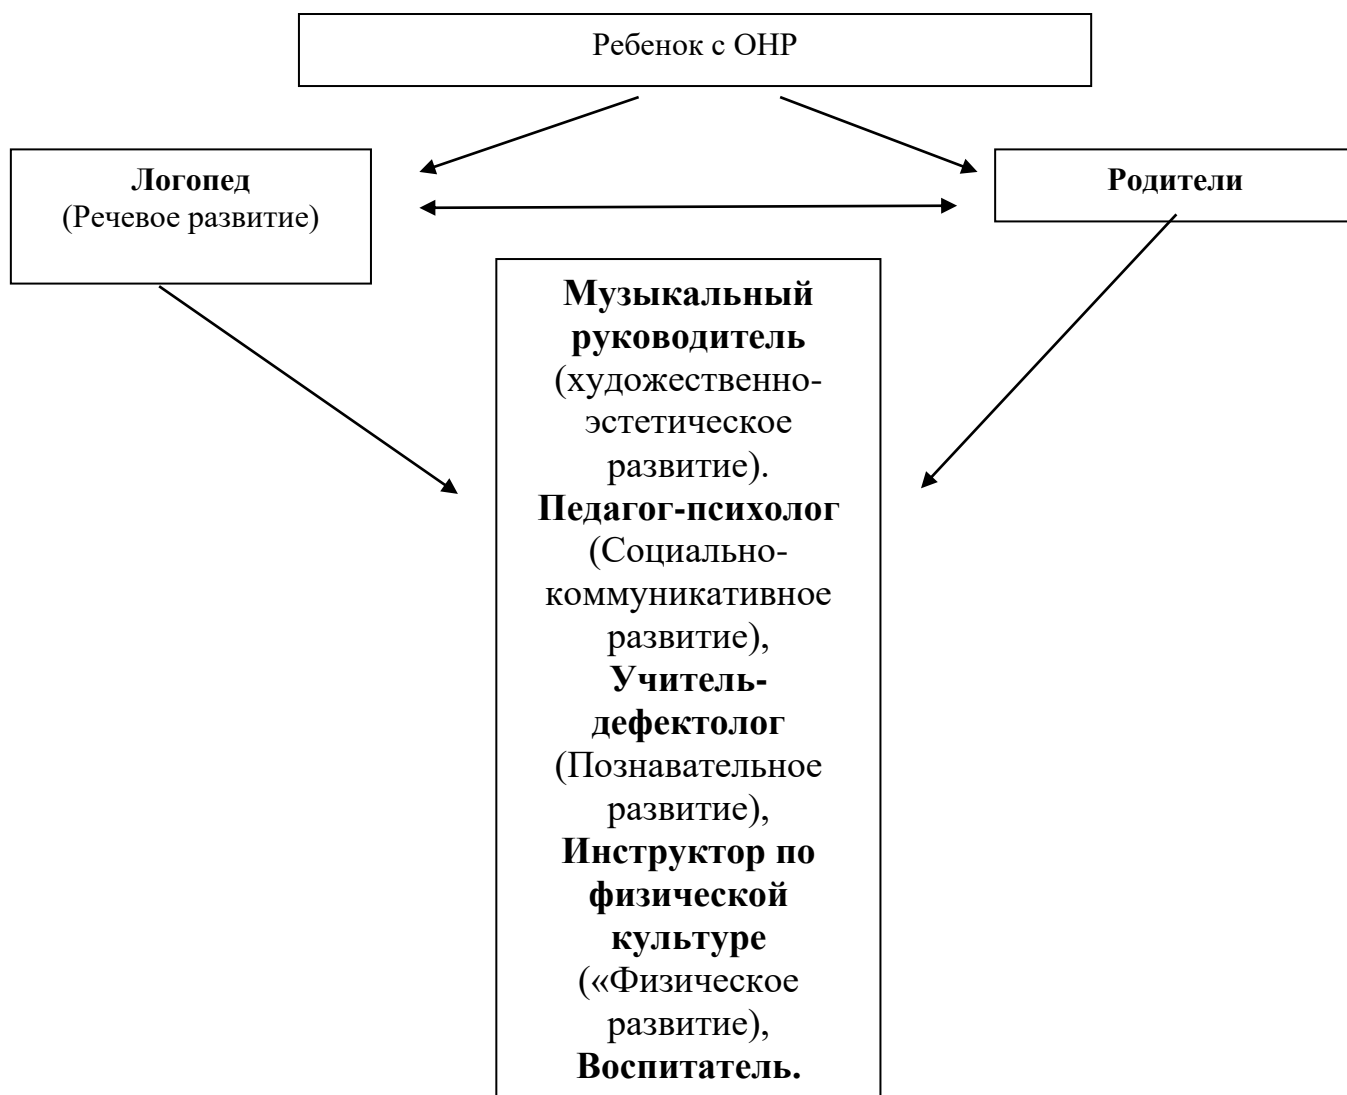 Ребенок с ОНР
Логопед
(Речевое развитие)
Родители
Музыкальный
руководитель
(художественно-
эстетическое
развитие).
Педагог-психолог
(Социально-
коммуникативное
развитие),
Учитель-
дефектолог
(Познавательное
развитие),
Инструктор по
физической
культуре
(«Физическое
развитие),
Воспитатель.